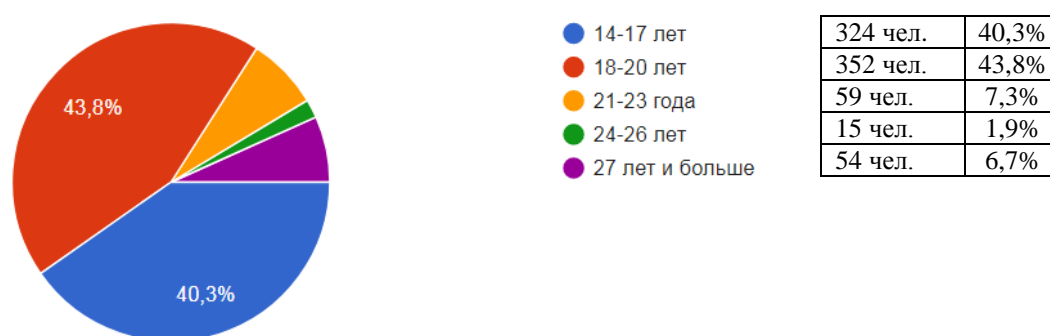 43,8%
40,3%
14-17 лет
18-20 лет
21-23 года
24-26 лет
27 лет и больше
324 чел. 40,3%
352 чел. 43,8%
59 чел. 7,3%
15 чел. 1,9%
54 чел. 6,7%